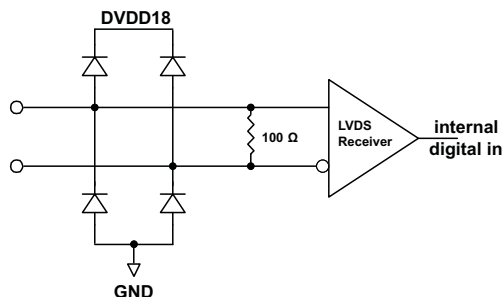 DVDD18
100 Ω
LVDS
Receiver
internal
digital in
GND